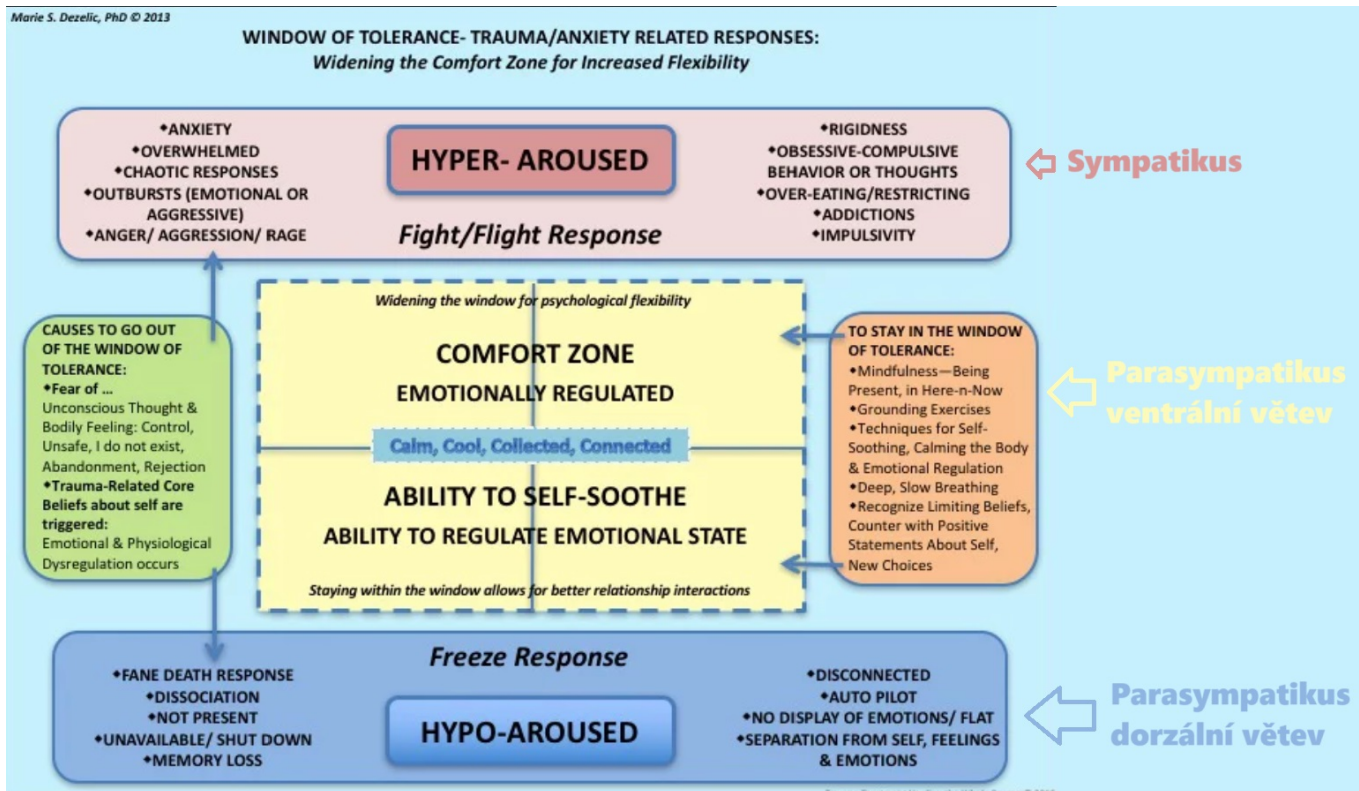 Marie S. Dezelic, PhD © 2013
WINDOW OF TOLERANCE- TRAUMA/ANXIETY RELATED RESPONSES:
Widening the Comfort Zone for Increased Flexibility
◆ANXIETY
◆OVERWHELMED
◆CHAOTIC RESPONSES
◆OUTBURSTS (EMOTIONAL OR
AGGRESSIVE)
◆ANGER/ AGGRESSION/ RAGE
HYPER- AROUSED
Fight/Flight Response
◆RIGIDNESS
◆OBSESSIVE-COMPULSIVE
BEHAVIOR OR THOUGHTS
◆OVER-EATING/RESTRICTING
◆ADDICTIONS
◆IMPULSIVITY
Sympatikus
CAUSES TO GO OUT
OF THE WINDOW OF
TOLERANCE:
◆Fear of ...
Unconscious Thought &
Bodily Feeling: Control,
Unsafe, I do not exist,
Abandonment, Rejection
◆Trauma-Related Core
Beliefs about self are
triggered:
Emotional & Physiological
Dysregulation occurs
Widening the window for psychological flexibility
COMFORT ZONE
EMOTIONALLY REGULATED
Calm, Cool, Collected, Connected
ABILITY TO SELF-SOOTHE
ABILITY TO REGULATE EMOTIONAL STATE
Staying within the window allows for better relationship interactions
TO STAY IN THE WINDOW
OF TOLERANCE:
◆Mindfulness—Being
Present, in Here-n-Now
◆Grounding Exercises
◆Techniques for Self-
Soothing, Calming the Body
& Emotional Regulation
◆Deep, Slow Breathing
◆Recognize Limiting Beliefs,
Counter with Positive
Statements About Self,
New Choices
Parasympatikus
ventrální větev
Freeze Response
HYPO-AROUSED
◆FANE DEATH RESPONSE
◆DISSOCIATION
◆NOT PRESENT
◆UNAVAILABLE/ SHUT DOWN
◆MEMORY LOSS
◆DISCONNECTED
◆AUTO PILOT
◆NO DISPLAY OF EMOTIONS/ FLAT
◆SEPARATION FROM SELF, FEELINGS
& EMOTIONS
Parasympatikus
dorzální větev